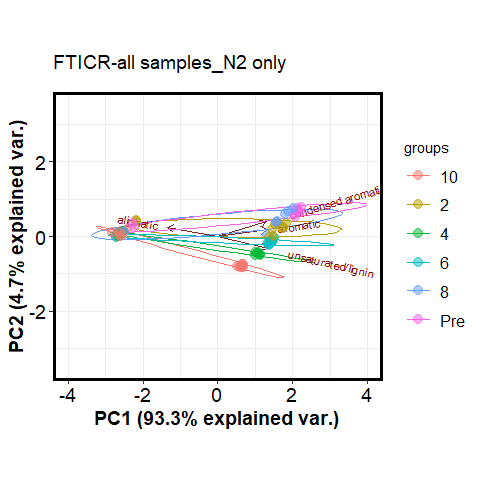 FTICR-all samples_N2 only
PC2 (4.7% explained var.)
2
0
-2
-4
-2
0
2
4
PC1 (93.3% explained var.)
aromatic
unsaturated/lignin
groups
10
2
4
6
8
Pre